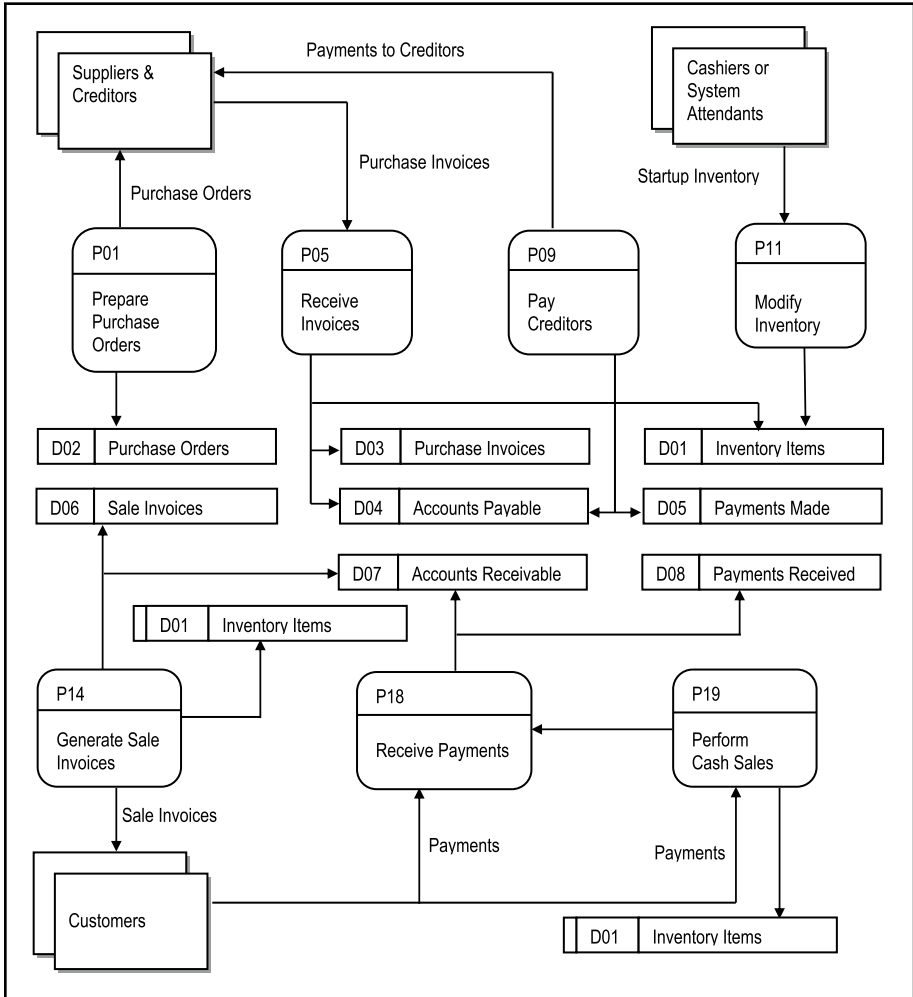 Suppliers &
Creditors
Payments to Creditors
Cashiers or
System
Attendants
Purchase Invoices
Startup Inventory
Purchase Orders
P01
Prepare
Purchase
Orders
P05
Receive
Invoices
P09
Pay
Creditors
P11
Modify
Inventory
D02 Purchase Orders
D03 Purchase Invoices
D01 Inventory Items
D06 Sale Invoices
D04 Accounts Payable
D05 Payments Made
D07 Accounts Receivable
D08 Payments Received
D01 Inventory Items
P14
Generate Sale
Invoices
P18
Receive Payments
P19
Perform
Cash Sales
Sale Invoices
Payments
Payments
Customers
D01 Inventory Items